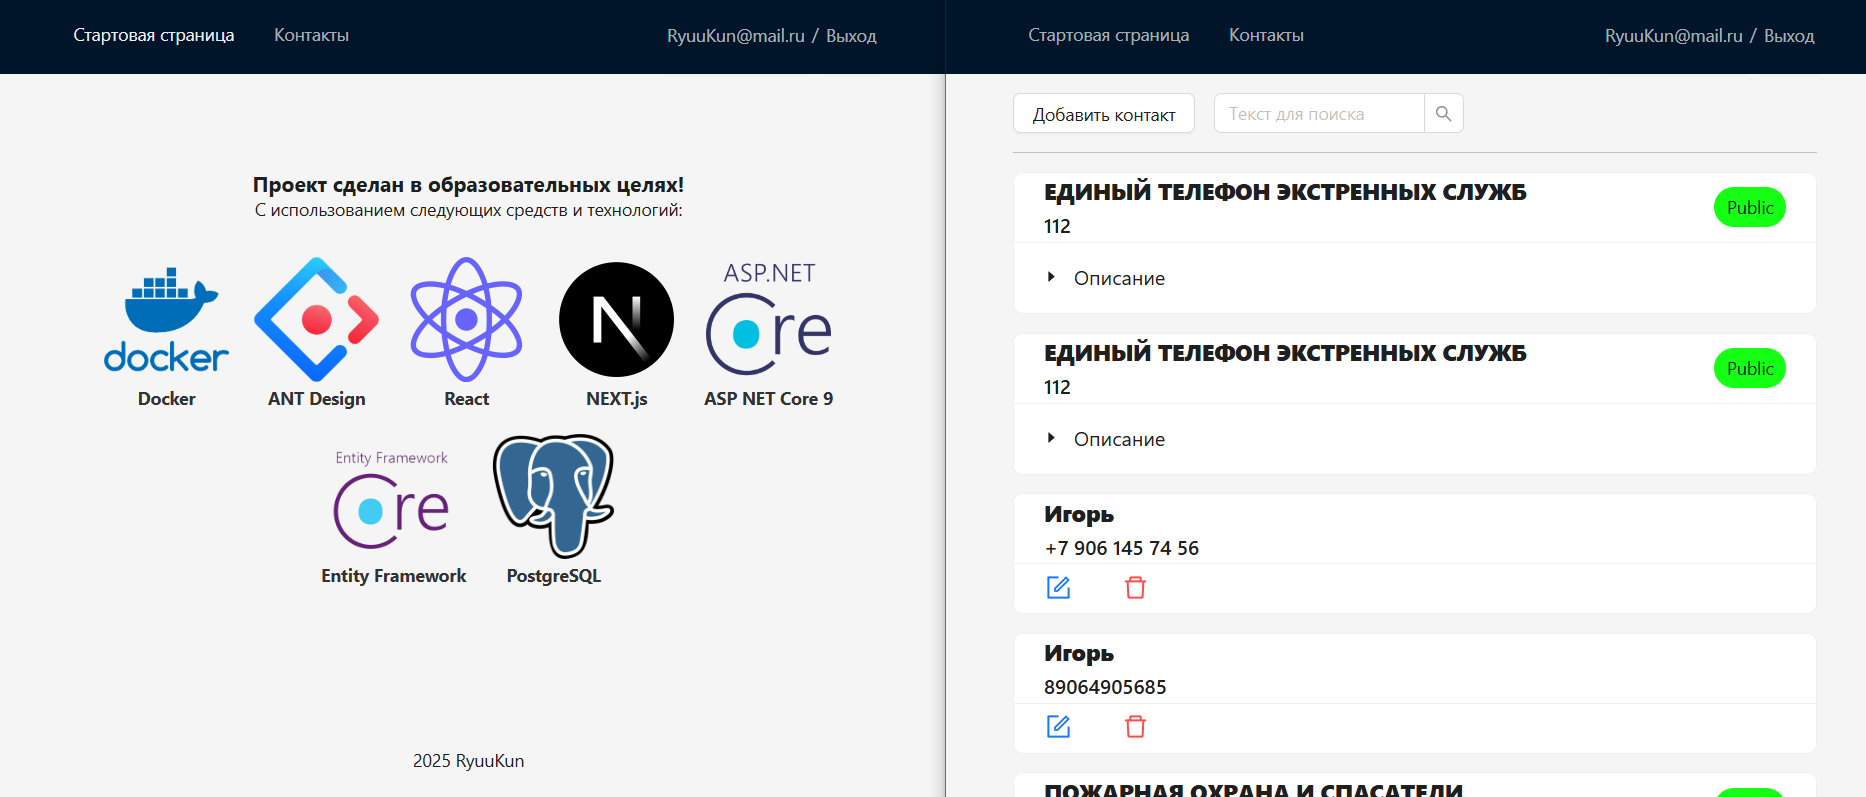 Стартовая страница
Контакты
RyuuKun@mail.ru / Выход
Проект сделан в образовательных целях!
С использованием следующих средств и технологий:
docker
ASP.NET
Core
Docker
ANT Design
React
NEXT.js
ASP NET Core 9
Entity Framework
Core
Entity Framework
PostgreSQL
2025 RyuuKun
Стартовая страница
Контакты
RyuuKun@mail.ru / Выход
Добавить контакт
Текст для поиска
ЕДИНЫЙ ТЕЛЕФОН ЭКСТРЕННЫХ СЛУЖБ
112
Public
Описание
ЕДИНЫЙ ТЕЛЕФОН ЭКСТРЕННЫХ СЛУЖБ
112
Public
Описание
Игорь
+7 906 145 74 56
Игорь
89064905685
ПОЖАРНАЯ ОХРАНА И СПАСАТЕЛИ